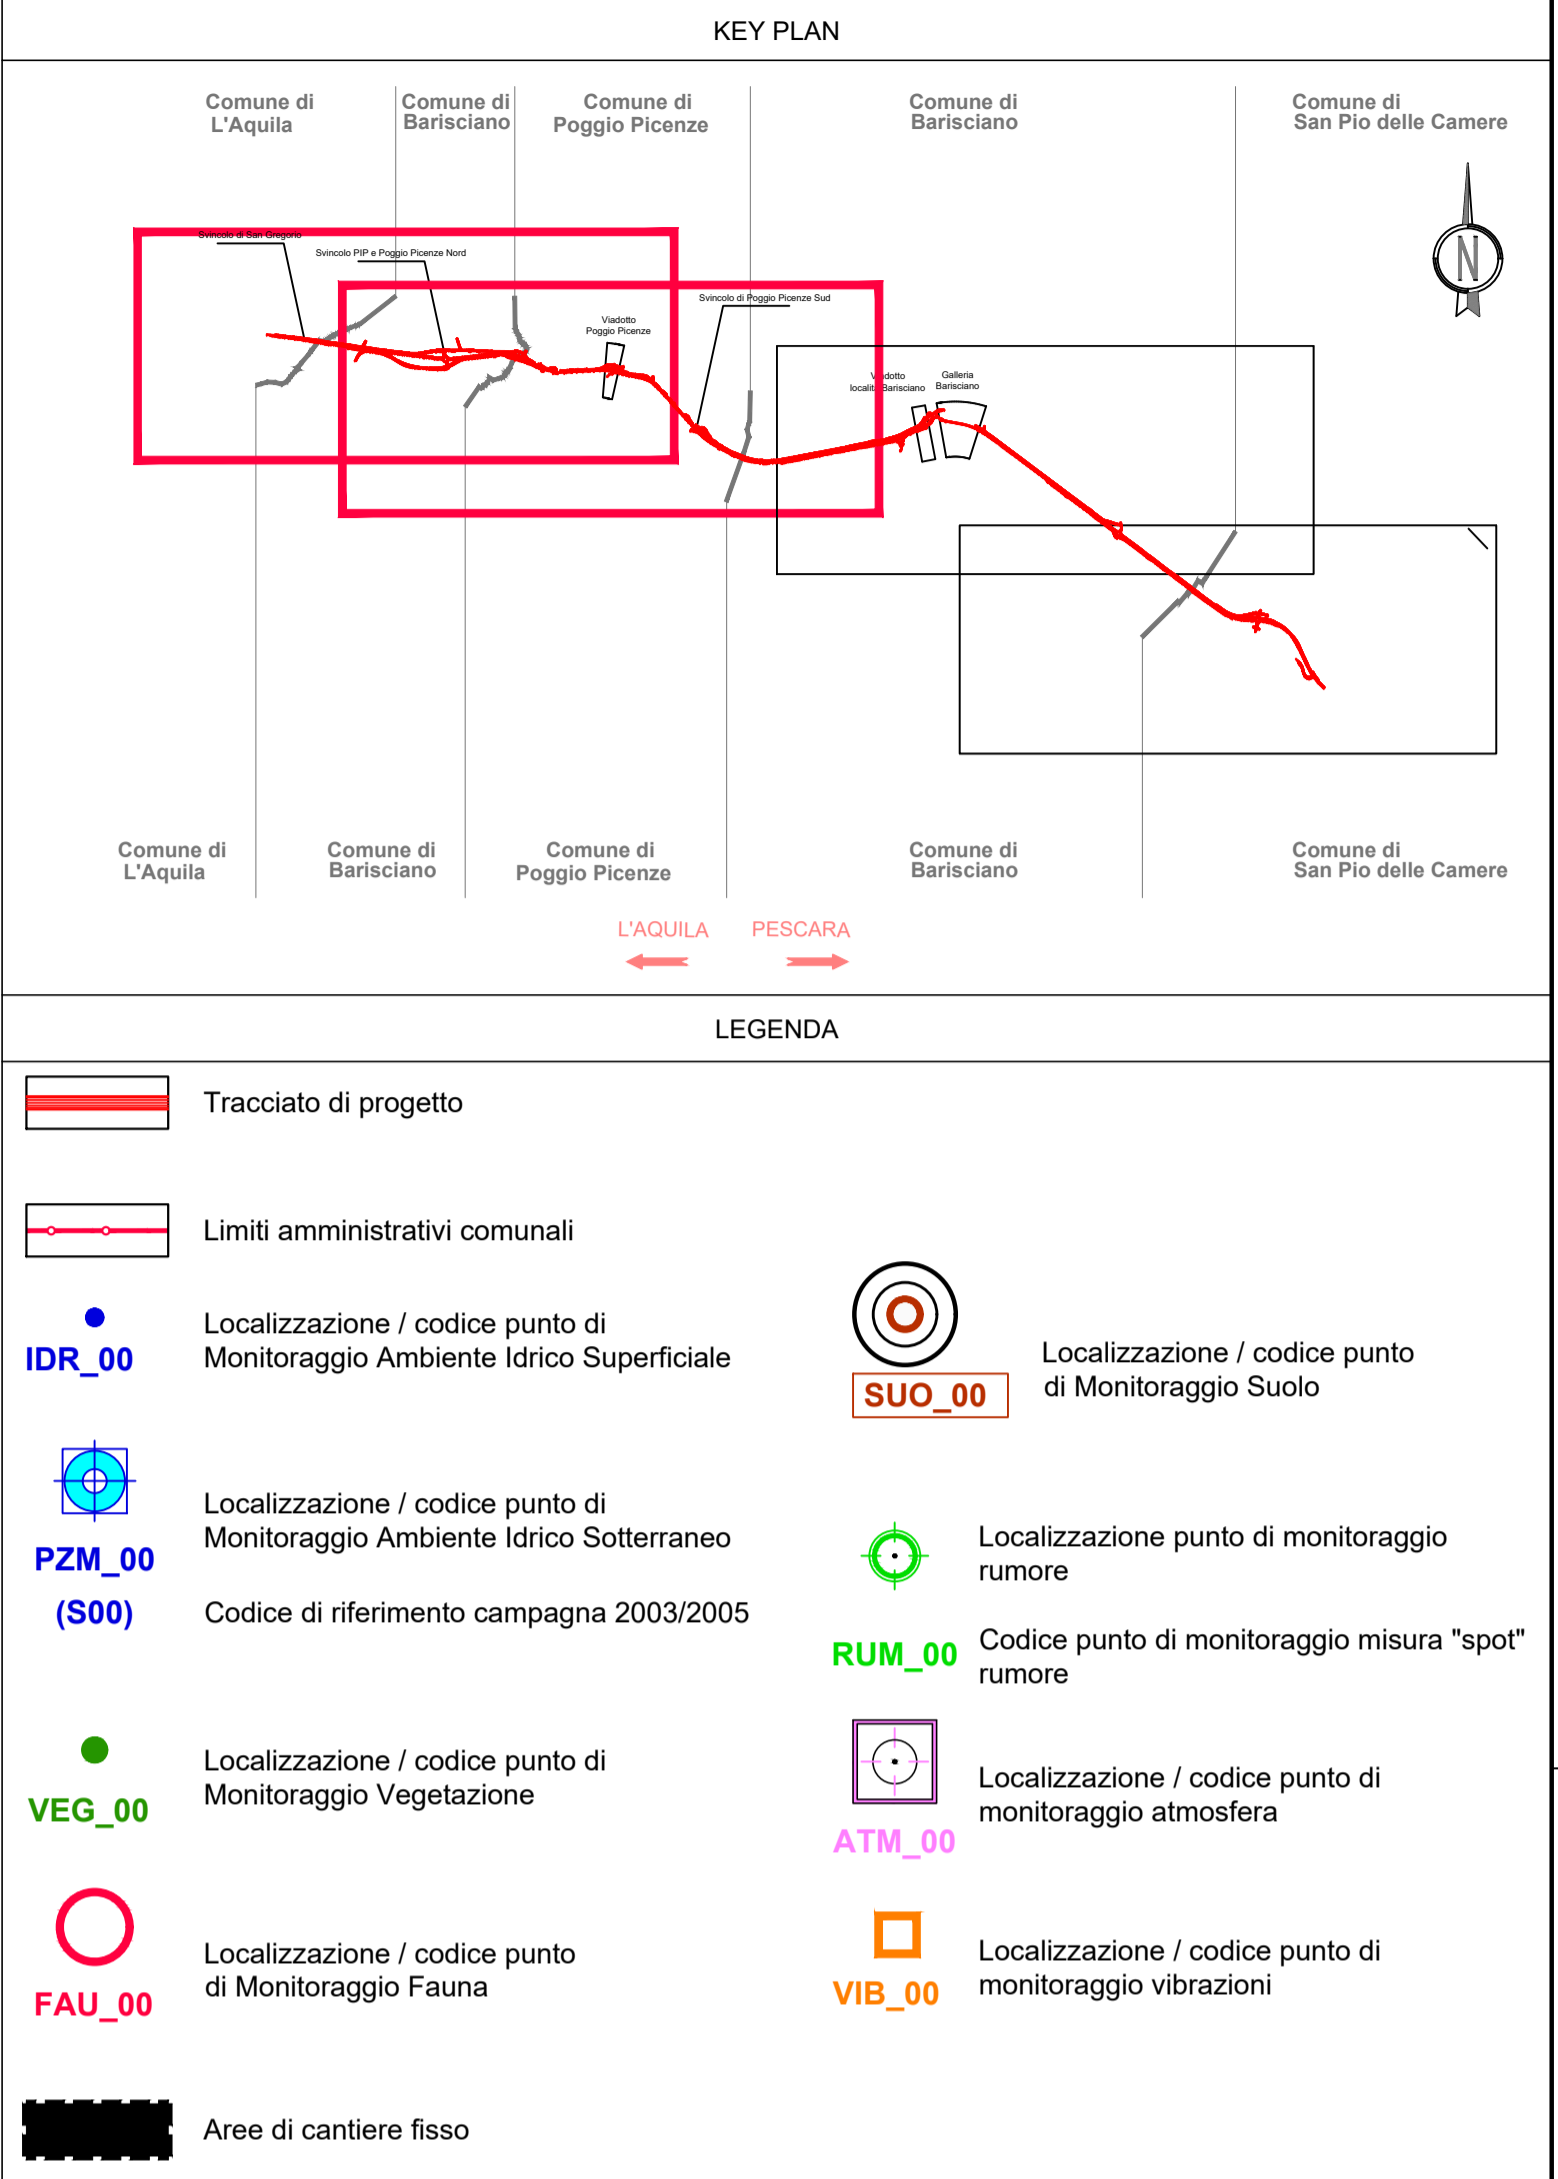 KEY PLAN
Comune di
L'Aquila
Comune di
Barisciano
Comune di
Poggio Picenze
Comune di
Barisciano
Comune di
San Pio delle Camere
Svincolo di San Gregorio
Svincolo PIP e Poggio Picenze Nord
Viadotto
Poggio Picenze
Svincolo di Poggio Picenze Sud
Viadotto
località Barisciano
Galleria
Barisciano
N
Comune di
L'Aquila
Comune di
Barisciano
Comune di
Poggio Picenze
Comune di
Barisciano
Comune di
San Pio delle Camere
L'AQUILA
PESCARA
LEGENDA
Tracciato di progetto
Limiti amministrativi comunali
IDR_00
Localizzazione / codice punto di
Monitoraggio Ambiente Idrico Superficiale
PZM_00
Localizzazione / codice punto di
Monitoraggio Ambiente Idrico Sotterraneo
(S00)
Codice di riferimento campagna 2003/2005
VEG_00
Localizzazione / codice punto di
Monitoraggio Vegetazione
FAU_00
Localizzazione / codice punto
di Monitoraggio Fauna
Aree di cantiere fisso
SUO_00
Localizzazione / codice punto
di Monitoraggio Suolo
Localizzazione punto di monitoraggio
rumore
RUM_00
Codice punto di monitoraggio misura "spot"
rumore
ATM_00
Localizzazione / codice punto di
monitoraggio atmosfera
VIB_00
Localizzazione / codice punto di
monitoraggio vibrazioni